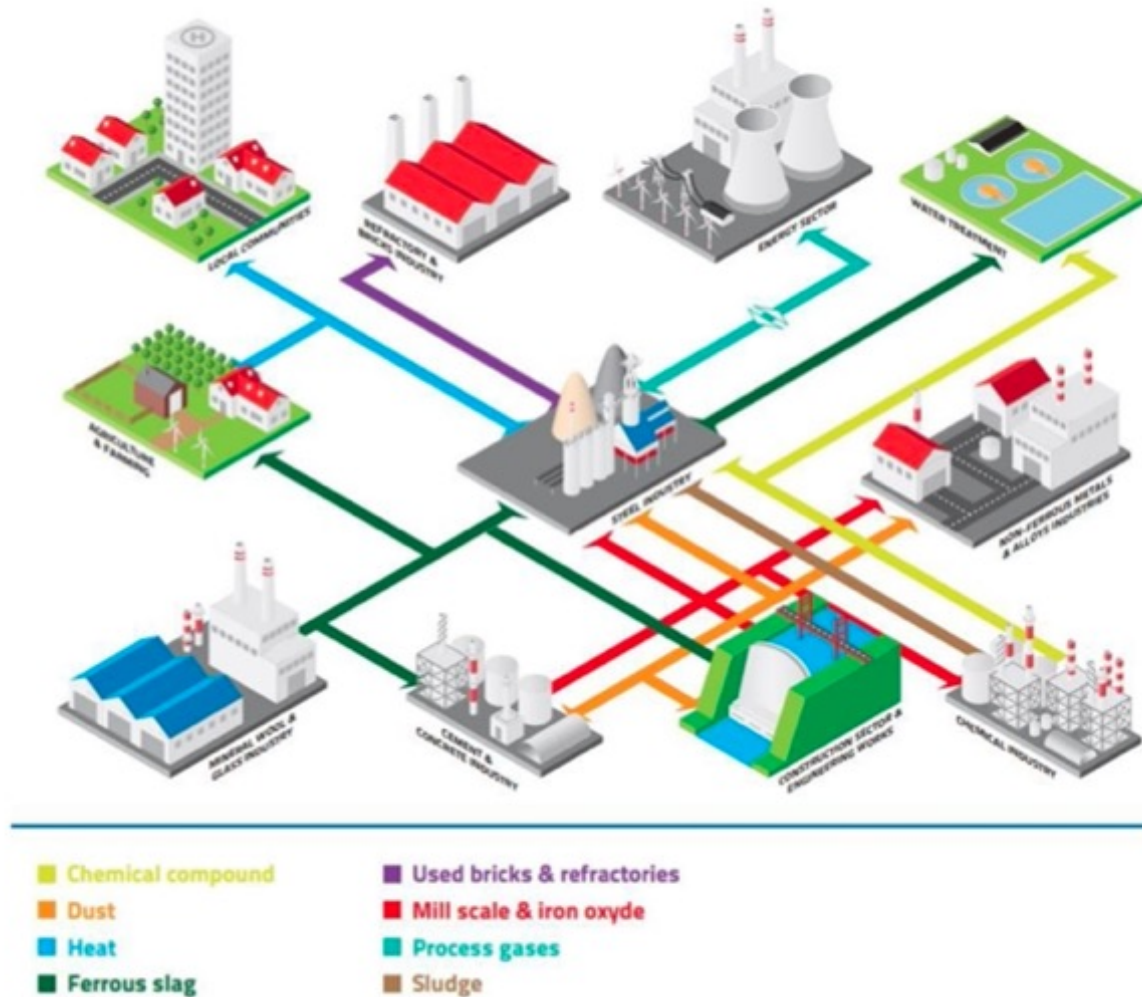 H
LOCAL COMMUNITIES
REFRACTORY &
BRICKS INDUSTRY
ENERGY SECTOR
WATER TREATMENT
AGRICULTURE
& FARMING
STEEL INDUSTRY
NON-FERROUS METALS
& ALLOYS INDUSTRIES
MINERAL WOOL &
GLASS INDUSTRY
CEMENT &
CONCRETE INDUSTRY
CONSTRUCTION SECTOR &
ENGINEERING WORKS
CHEMICAL INDUSTRY
Chemical compound
Dust
Heat
Ferrous slag
Used bricks & refractories
Mill scale & iron oxyde
Process gases
Sludge